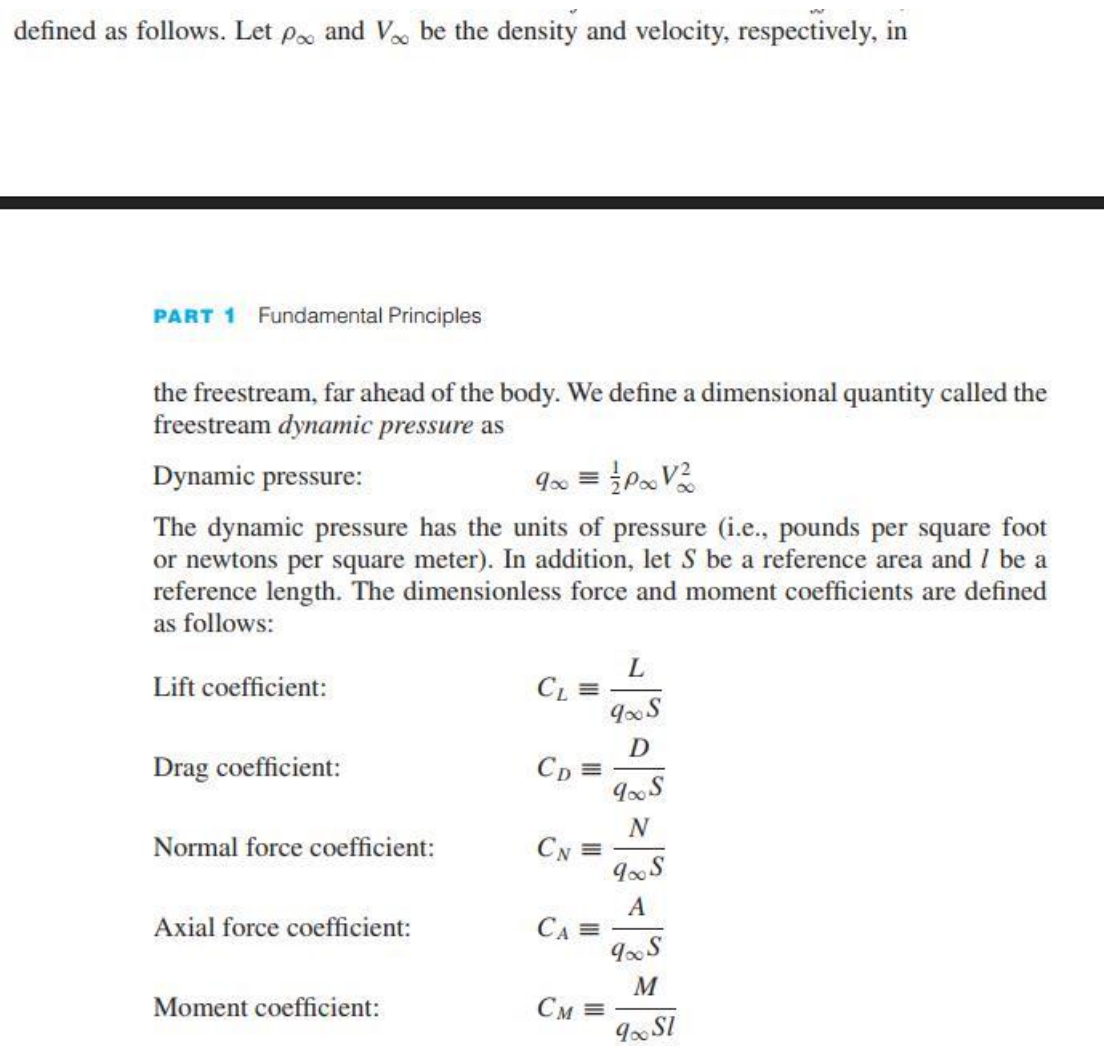 defined as follows. Let ρ∞ and V∞ be the density and velocity, respectively, in
PART 1 Fundamental Principles
the freestream, far ahead of the body. We define a dimensional quantity called the
freestream dynamic pressure as
Dynamic pressure: q∞ ≡ ½ρ∞V²∞
The dynamic pressure has the units of pressure (i.e., pounds per square foot
or newtons per square meter). In addition, let S be a reference area and l be a
reference length. The dimensionless force and moment coefficients are defined
as follows:
Lift coefficient: C_L ≡ L / q∞S
Drag coefficient: C_D ≡ D / q∞S
Normal force coefficient: C_N ≡ N / q∞S
Axial force coefficient: C_A ≡ A / q∞S
Moment coefficient: C_M ≡ M / q∞Sl